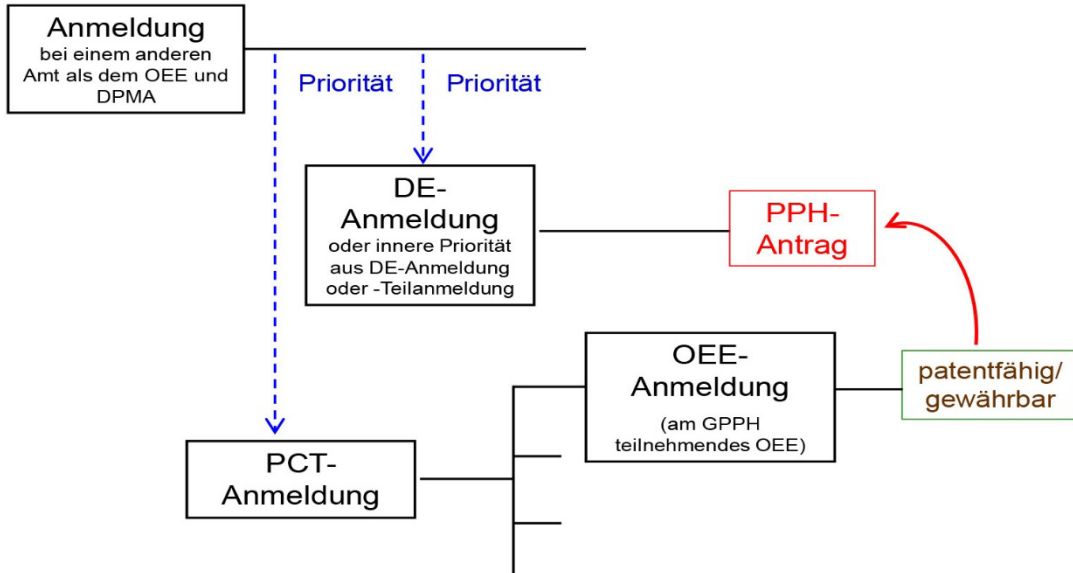 Anmeldung
bei einem anderen
Amt als dem OEE und
DPMA
Priorität
Priorität
DE-
Anmeldung
oder innere Priorität
aus DE-Anmeldung
oder -Teilanmeldung
PPH-
Antrag
OEE-
Anmeldung
(am GPPH
teilnehmendes OEE)
patentfähig/
gewährbar
PCT-
Anmeldung